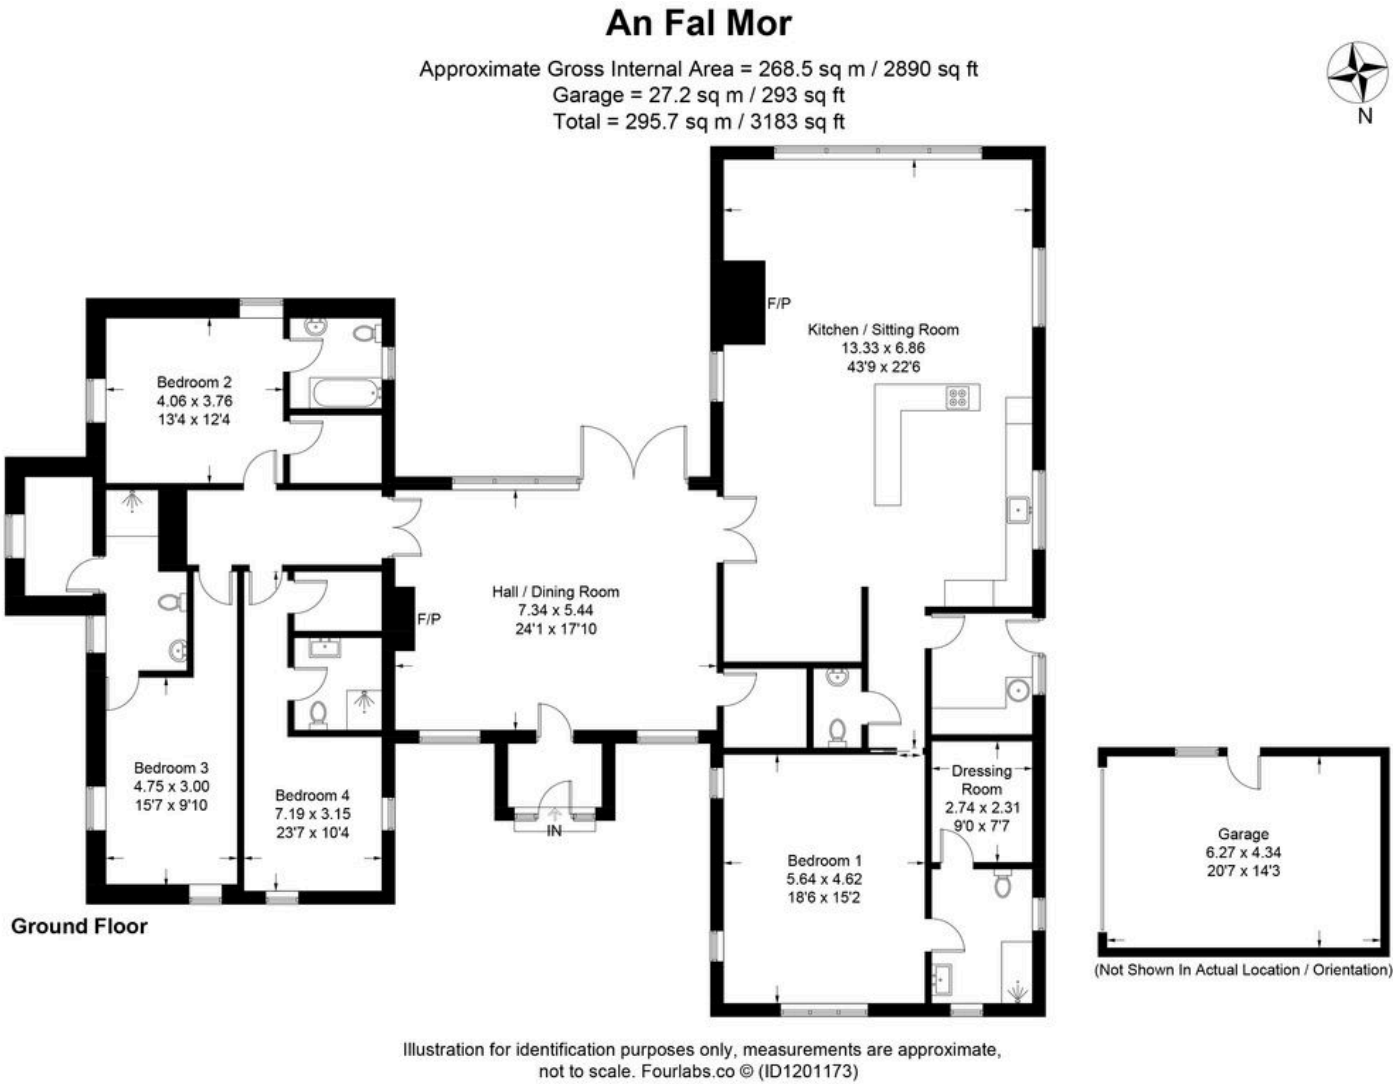 An Fal Mor
Approximate Gross Internal Area = 268.5 sq m / 2890 sq ft
Garage = 27.2 sq m / 293 sq ft
Total = 295.7 sq m / 3183 sq ft
N
F/P
Kitchen / Sitting Room
13.33 x 6.86
43'9 x 22'6
Bedroom 2
4.06 x 3.76
13'4 x 12'4
Hall / Dining Room
7.34 x 5.44
24'1 x 17'10
F/P
Bedroom 3
4.75 x 3.00
15'7 x 9'10
Bedroom 4
7.19 x 3.15
23'7 x 10'4
IN
Dressing
Room
2.74 x 2.31
9'0 x 7'7
Bedroom 1
5.64 x 4.62
18'6 x 15'2
Garage
6.27 x 4.34
20'7 x 14'3
Ground Floor
(Not Shown In Actual Location / Orientation)
Illustration for identification purposes only, measurements are approximate,
not to scale. Fourlabs.co © (ID1201173)